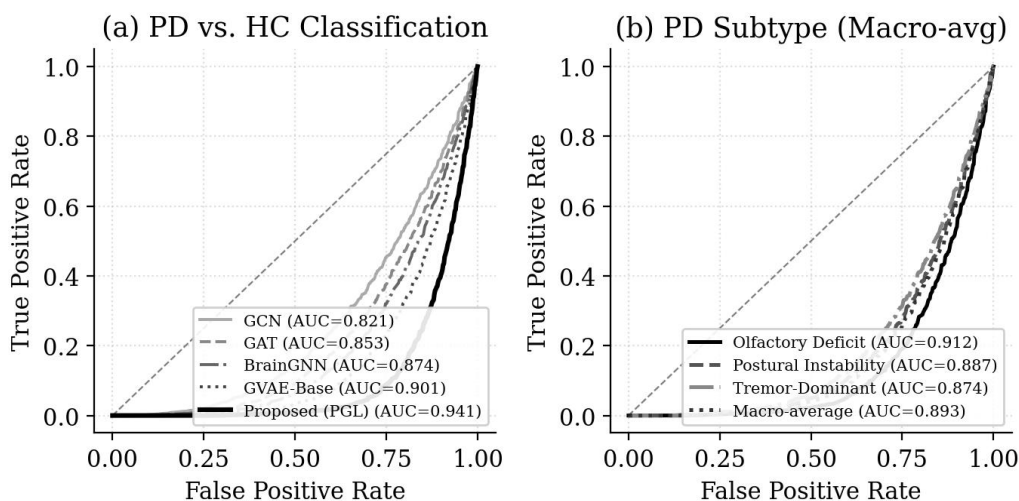 (a) PD vs. HC Classification
True Positive Rate
1.0
0.8
0.6
0.4
0.2
0.0
GCN (AUC=0.821)
GAT (AUC=0.853)
BrainGNN (AUC=0.874)
GVAE-Base (AUC=0.901)
Proposed (PGL) (AUC=0.941)
0.00 0.25 0.50 0.75 1.00
False Positive Rate
(b) PD Subtype (Macro-avg)
True Positive Rate
1.0
0.8
0.6
0.4
0.2
0.0
Olfactory Deficit (AUC=0.912)
Postural Instability (AUC=0.887)
Tremor-Dominant (AUC=0.874)
Macro-average (AUC=0.893)
0.00 0.25 0.50 0.75 1.00
False Positive Rate